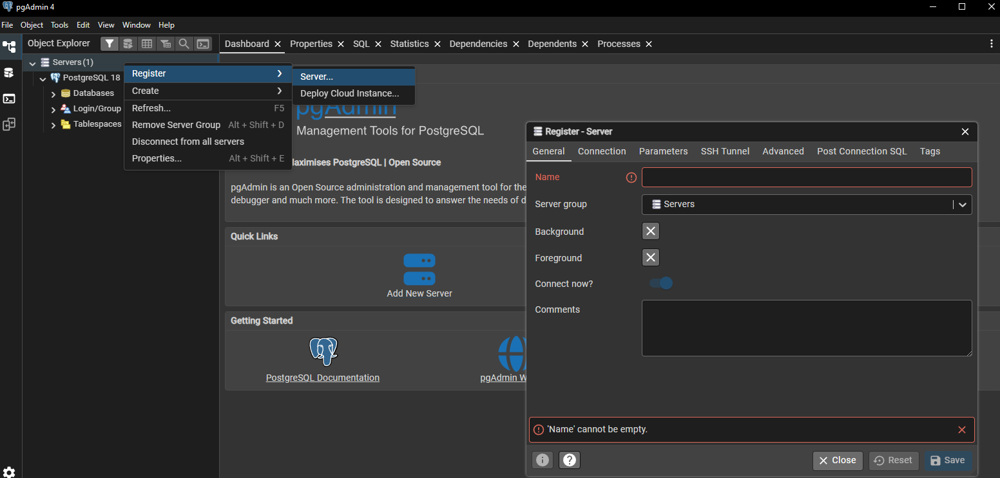 pgAdmin 4
File Object Tools Edit View Window Help
Object Explorer
Dashboard Properties SQL Statistics Dependencies Dependents Processes
Servers (1)
PostgreSQL 18
Databases
Login/Group
Tablespaces
Register
Create
Refresh... F5
Remove Server Group Alt + Shift + D
Disconnect from all servers
Properties... Alt + Shift + E
Server...
Deploy Cloud Instance...
pgAdmin
Management Tools for PostgreSQL
Maximises PostgreSQL | Open Source
pgAdmin is an Open Source administration and management tool for the
debugger and much more. The tool is designed to answer the needs of d
Quick Links
Add New Server
Getting Started
PostgreSQL Documentation
pgAdmin W
Register - Server
General Connection Parameters SSH Tunnel Advanced Post Connection SQL Tags
Name
Server group Servers
Background
Foreground
Connect now?
Comments
'Name' cannot be empty.
Close Reset Save